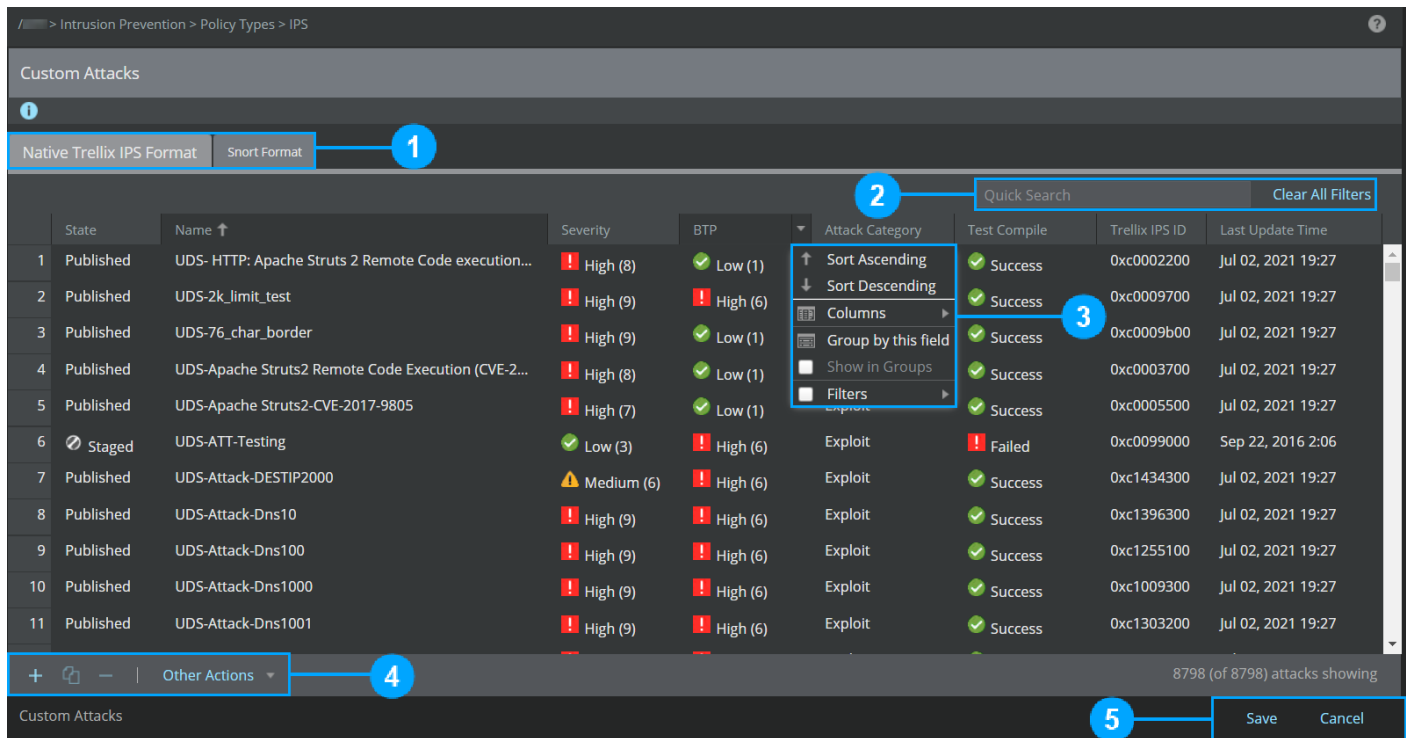 / > Intrusion Prevention > Policy Types > IPS ?
Custom Attacks
i
Native Trellix IPS Format Snort Format 1
2 Quick Search Clear All Filters
State Name ↑ Severity BTP Attack Category Test Compile Trellix IPS ID Last Update Time
1 Published UDS- HTTP: Apache Struts 2 Remote Code execution... High (8) Low (1) Success 0xc0002200 Jul 02, 2021 19:27
2 Published UDS-2k_limit_test High (9) High (6) Success 0xc0009700 Jul 02, 2021 19:27
3 Published UDS-76_char_border High (9) Low (1) Success 0xc0009b00 Jul 02, 2021 19:27
4 Published UDS-Apache Struts2 Remote Code Execution (CVE-2... High (8) Low (1) Success 0xc0003700 Jul 02, 2021 19:27
5 Published UDS-Apache Struts2-CVE-2017-9805 High (7) Low (1) Exploit Success 0xc0005500 Jul 02, 2021 19:27
Sort Ascending
Sort Descending
Columns
Group by this field
Show in Groups
Filters
3
6 Staged UDS-ATT-Testing Low (3) High (6) Exploit Failed 0xc0099000 Sep 22, 2016 2:06
7 Published UDS-Attack-DESTIP2000 Medium (6) High (6) Exploit Success 0xc1434300 Jul 02, 2021 19:27
8 Published UDS-Attack-Dns10 High (9) High (6) Exploit Success 0xc1396300 Jul 02, 2021 19:27
9 Published UDS-Attack-Dns100 High (9) High (6) Exploit Success 0xc1255100 Jul 02, 2021 19:27
10 Published UDS-Attack-Dns1000 High (9) High (6) Exploit Success 0xc1009300 Jul 02, 2021 19:27
11 Published UDS-Attack-Dns1001 High (9) High (6) Exploit Success 0xc1303200 Jul 02, 2021 19:27
+ − | Other Actions 4 8798 (of 8798) attacks showing
Custom Attacks 5 Save Cancel